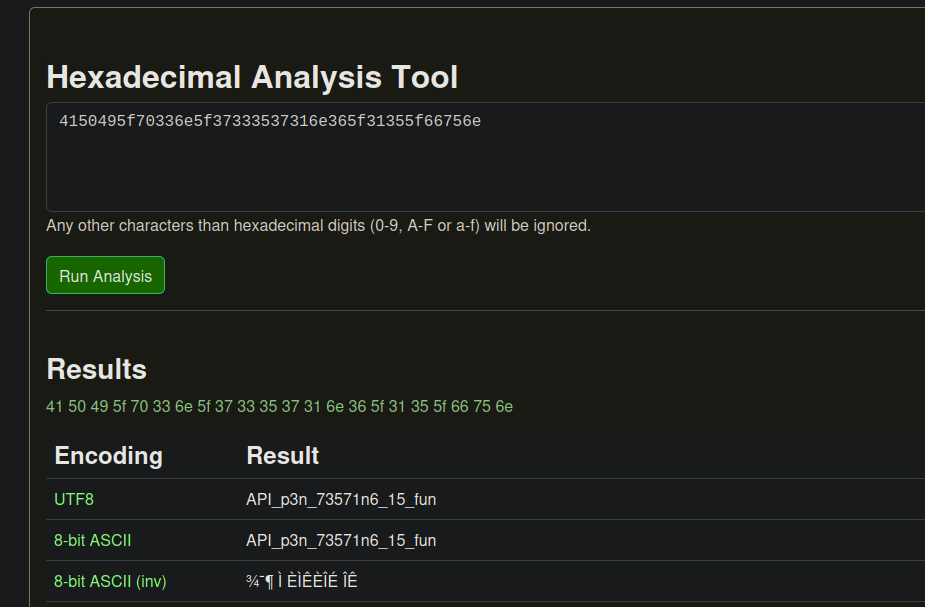 Hexadecimal Analysis Tool
4150495f70336e5f37333537316e365f31355f66756e
Any other characters than hexadecimal digits (0-9, A-F or a-f) will be ignored.
Run Analysis
Results
41 50 49 5f 70 33 6e 5f 37 33 35 37 31 6e 36 5f 31 35 5f 66 75 6e
Encoding Result
UTF8 API_p3n_73571n6_15_fun
8-bit ASCII API_p3n_73571n6_15_fun
8-bit ASCII (inv) ¾¯¶ Ì ÈÌÊÈÎÉ ÎÊ